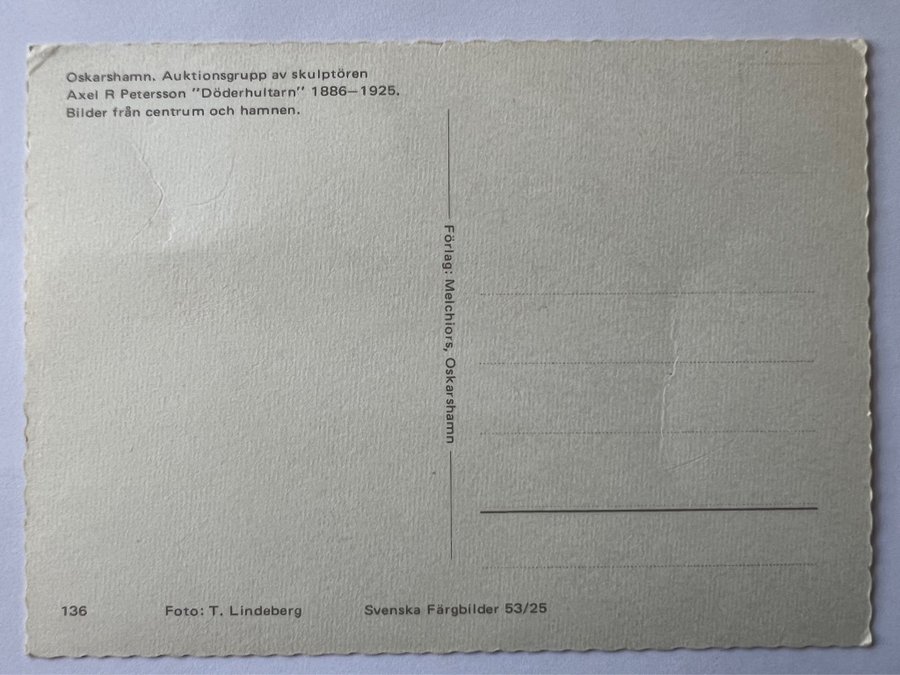 Oskarshamn. Auktionsgrupp av skulptören
Axel R Petersson "Döderhultarn" 1886—1925.
Bilder från centrum och hamnen.
Förlag: Melchiors, Oskarshamn
136 Foto: T. Lindeberg Svenska Färgbilder 53/25